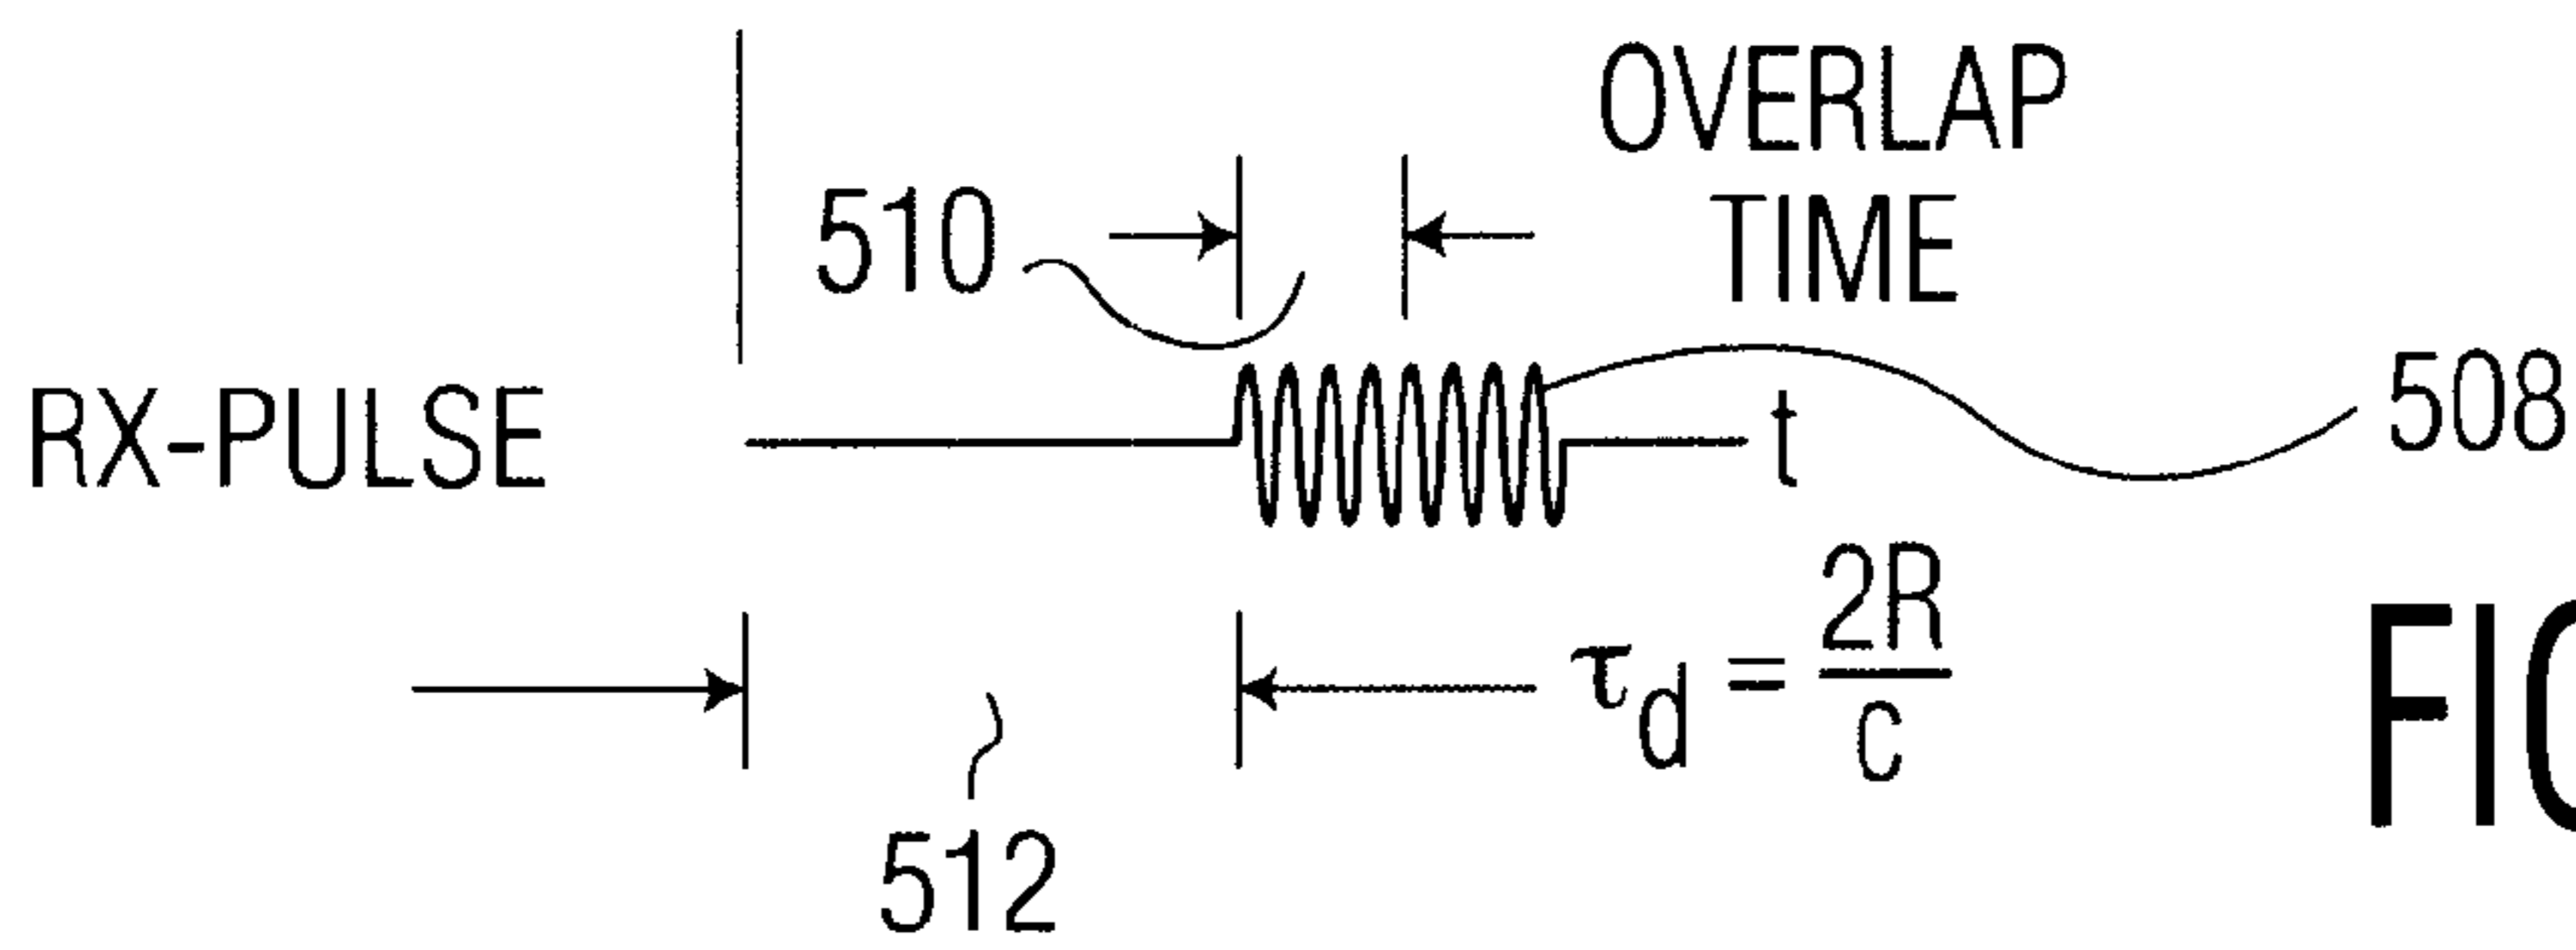 OVERLAP
TIME
510
RX-PULSE
t
508
τd = 2R/c
512